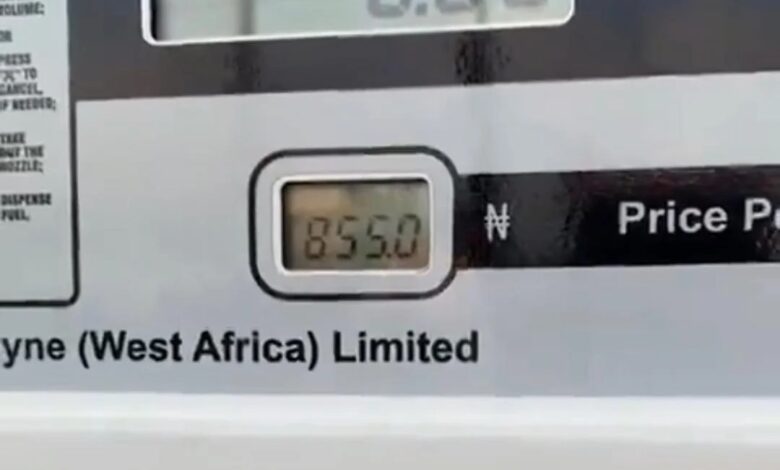 VOLUME;
OR
PRESS
"X" TO
CANCEL,
IF NEEDED;
TAKE
OUT THE
NOZZLE;
DISPENSE
FUEL.
855.0
₦ Price
yne (West Africa) Limited